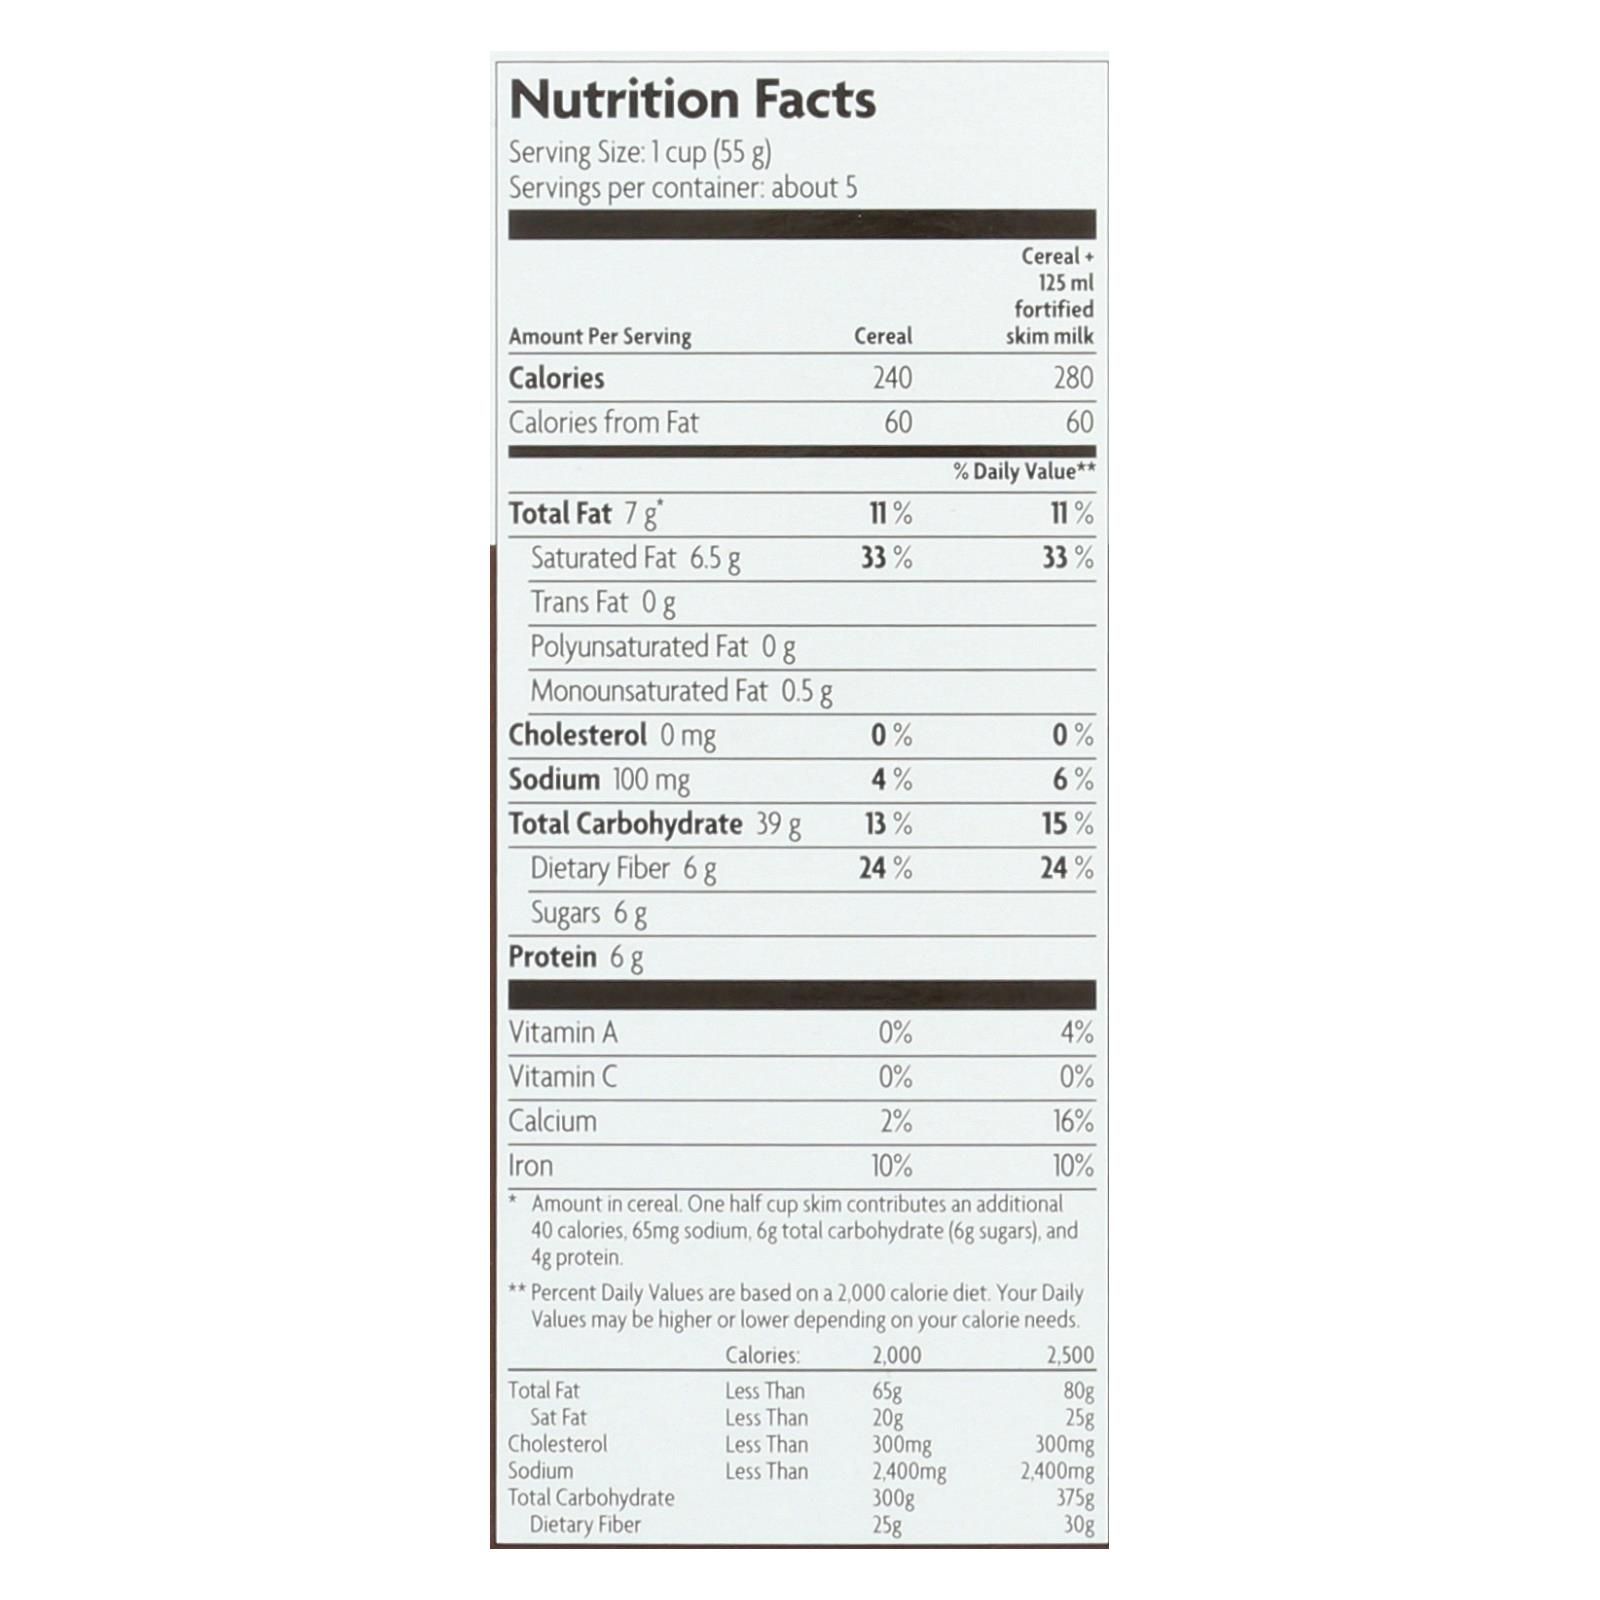 Nutrition Facts
Serving Size: 1 cup (55 g)
Servings per container: about 5
Cereal +
125 ml
fortified
Amount Per Serving Cereal skim milk
Calories 240 280
Calories from Fat 60 60
% Daily Value**
Total Fat 7 g* 11 % 11 %
Saturated Fat 6.5 g 33 % 33 %
Trans Fat 0 g
Polyunsaturated Fat 0 g
Monounsaturated Fat 0.5 g
Cholesterol 0 mg 0 % 0 %
Sodium 100 mg 4 % 6 %
Total Carbohydrate 39 g 13 % 15 %
Dietary Fiber 6 g 24 % 24 %
Sugars 6 g
Protein 6 g
Vitamin A 0% 4%
Vitamin C 0% 0%
Calcium 2% 16%
Iron 10% 10%
* Amount in cereal. One half cup skim contributes an additional
40 calories, 65mg sodium, 6g total carbohydrate (6g sugars), and
4g protein.
** Percent Daily Values are based on a 2,000 calorie diet. Your Daily
Values may be higher or lower depending on your calorie needs.
Calories: 2,000 2,500
Total Fat Less Than 65g 80g
Sat Fat Less Than 20g 25g
Cholesterol Less Than 300mg 300mg
Sodium Less Than 2,400mg 2,400mg
Total Carbohydrate 300g 375g
Dietary Fiber 25g 30g